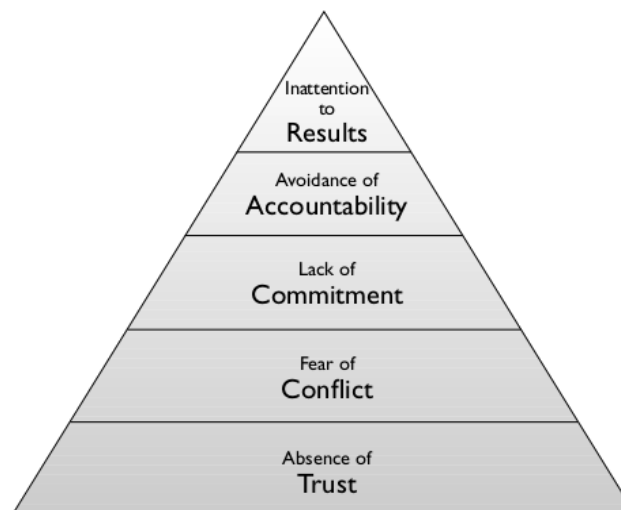 Inattention
to
Results
Avoidance of
Accountability
Lack of
Commitment
Fear of
Conflict
Absence of
Trust